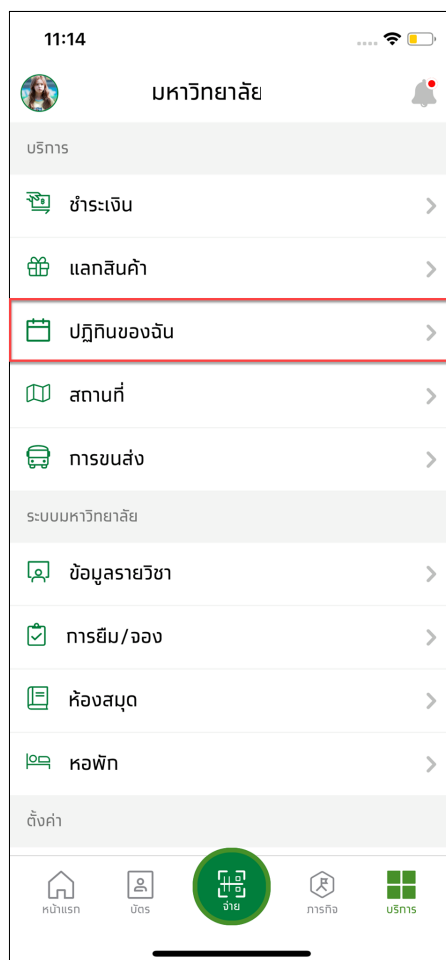 11:14
มหาวิทยาลัย
บริการ
ชำระเงิน
แลกสินค้า
ปฏิทินของฉัน
สถานที่
การขนส่ง
ระบบมหาวิทยาลัย
ข้อมูลรายวิชา
การยืม/จอง
ห้องสมุด
หอพัก
ตั้งค่า
หน้าแรก บัตร จ่าย ภารกิจ บริการ